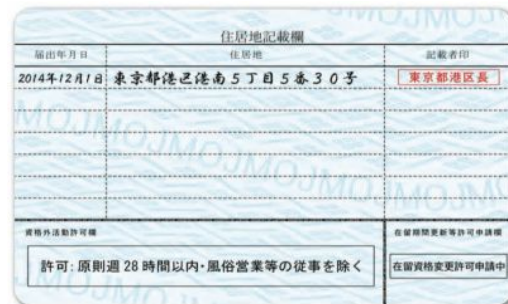 住居地記載欄
届出年月日 住居地 記載者印
2014年12月1日 東京都港区港南5丁目5番30号 東京都港区長
資格外活動許可欄 在留期間更新等許可申請欄
許可:原則週28時間以内・風俗営業等の従事を除く 在留資格変更許可申請中
MOJMOJMOJMOJMOJMOJ